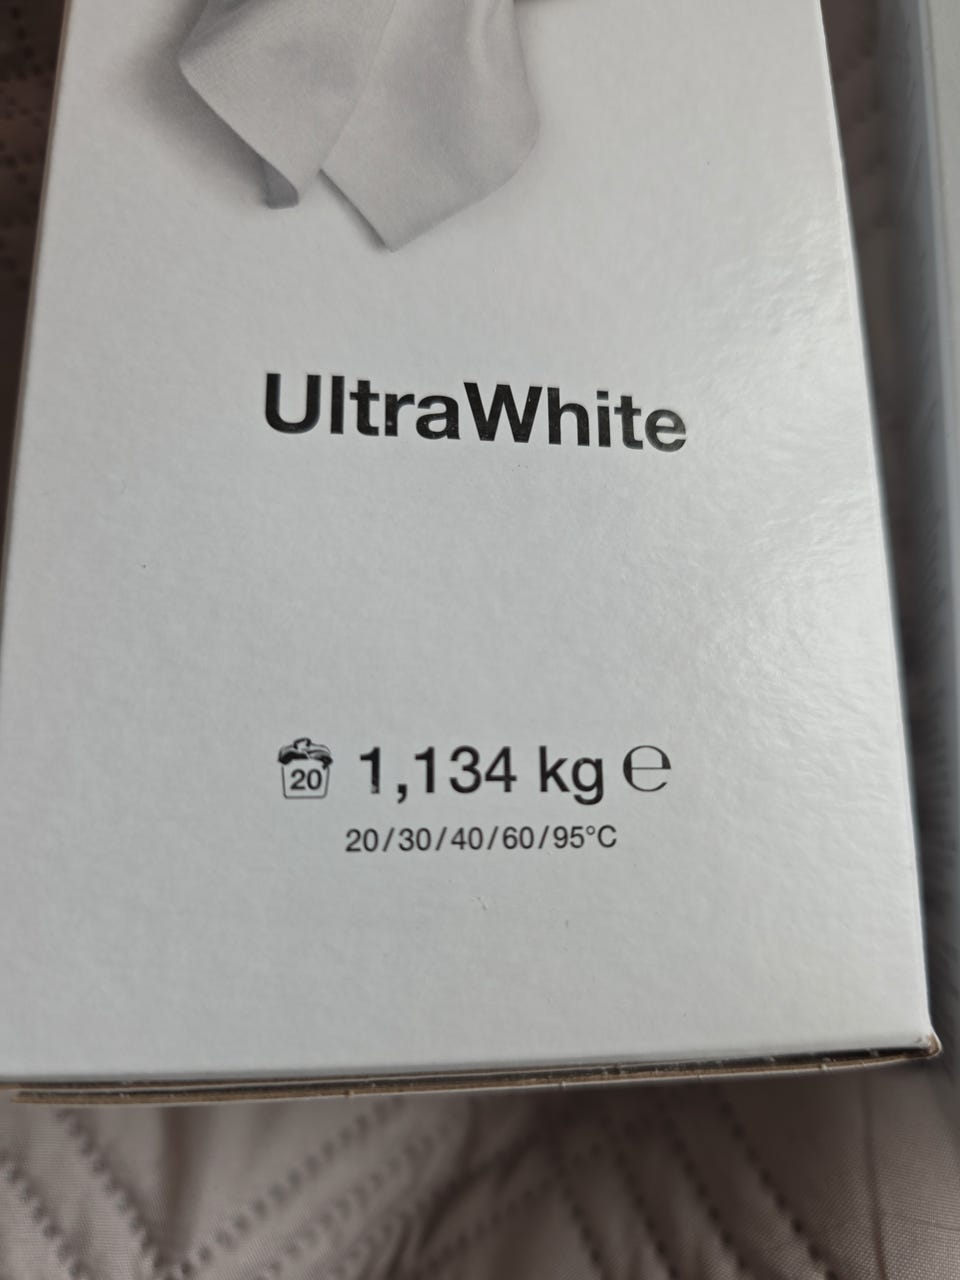 UltraWhite
20 1,134 kg ℮
20/30/40/60/95°C